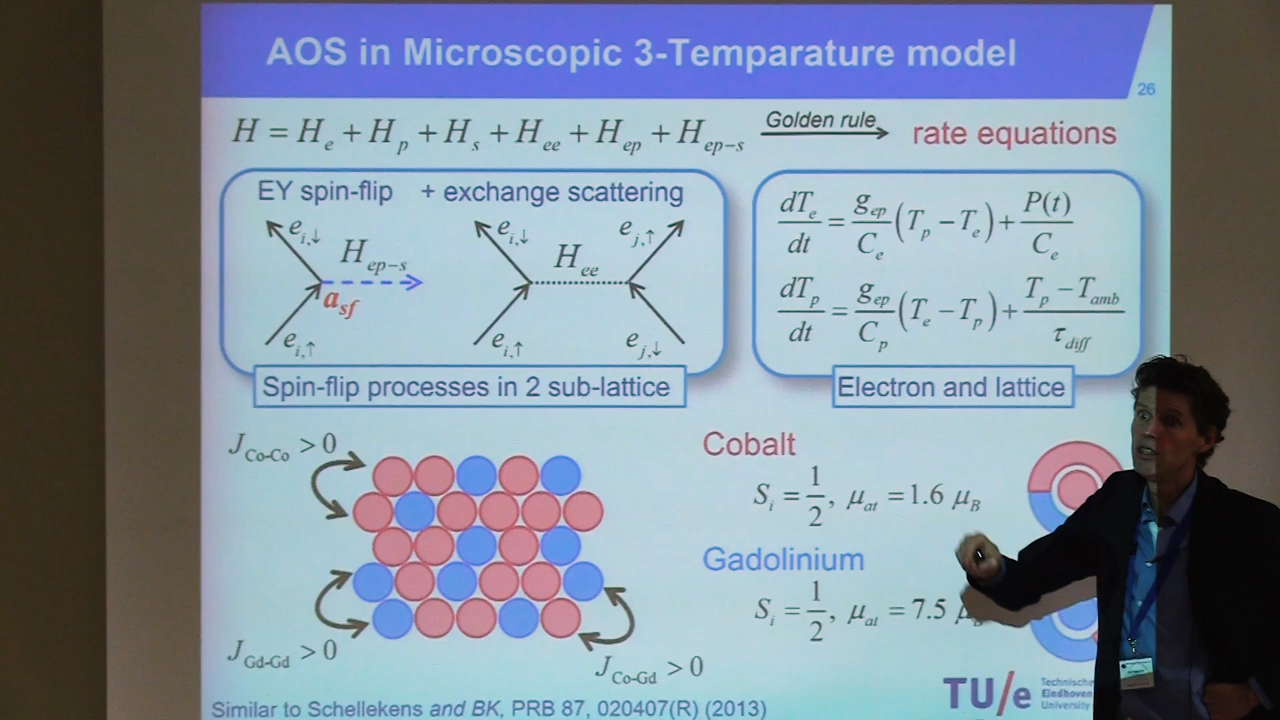 AOS in Microscopic 3-Temparature model
26
H = H_e + H_p + H_s + H_ee + H_ep + H_ep-s Golden rule rate equations
EY spin-flip + exchange scattering
e_i,↓ H_ep-s a_sf e_i,↑
e_i,↓ e_j,↑ H_ee e_i,↑ e_j,↓
Spin-flip processes in 2 sub-lattice
dT_e/dt = g_ep/C_e (T_p − T_e) + P(t)/C_e
dT_p/dt = g_ep/C_p (T_e − T_p) + T_p − T_amb/τ_diff
Electron and lattice
J_Co-Co > 0
J_Gd-Gd > 0
J_Co-Gd > 0
Cobalt
S_i = 1/2, μ_at = 1.6 μ_B
Gadolinium
S_i = 1/2, μ_at = 7.5 μ_B
Similar to Schellekens and BK, PRB 87, 020407(R) (2013)
TU/e
Technische
Eindhoven
University